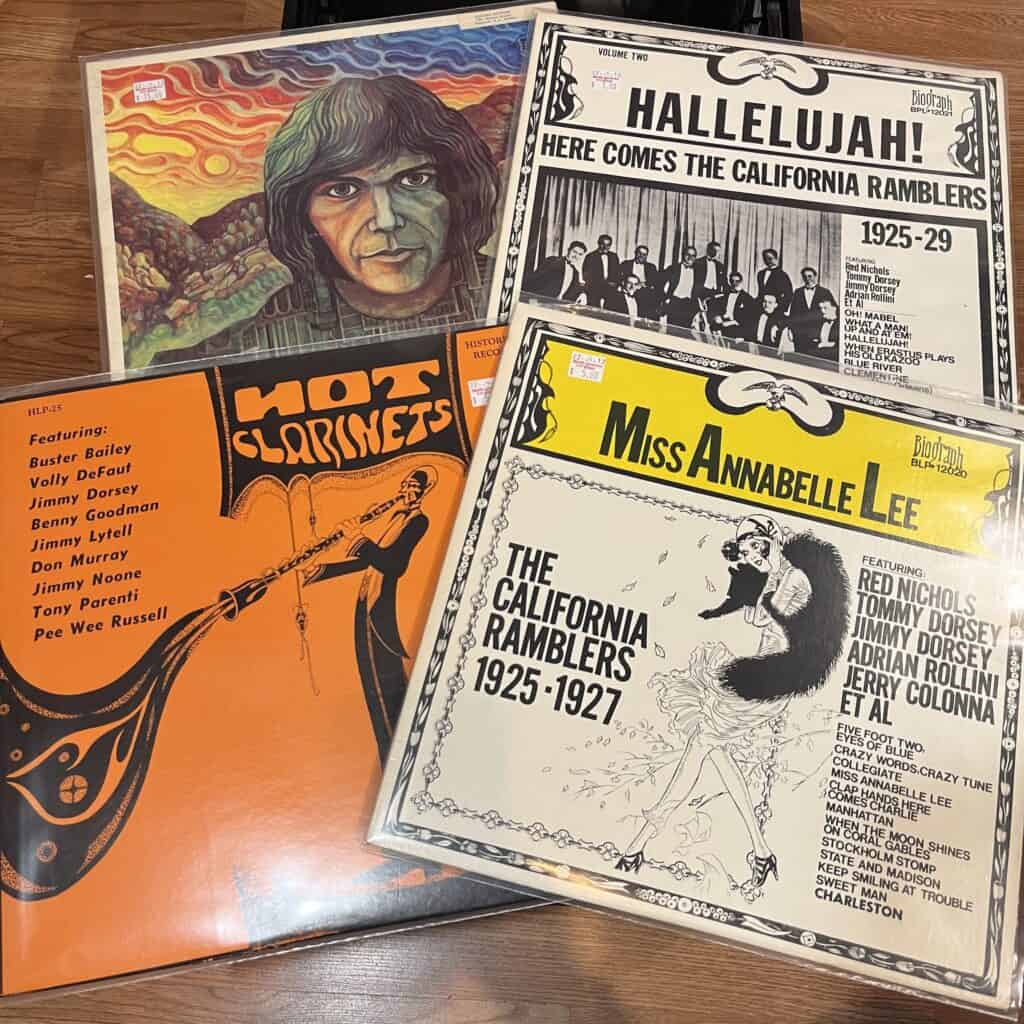 VOLUME TWO
Biograph
BPL-12021
HALLELUJAH!
HERE COMES THE CALIFORNIA RAMBLERS
1925-29
FEATURING
Red Nichols
Tommy Dorsey
Jimmy Dorsey
Adrian Rollini
Et Al
OH! MABEL
WHAT A MAN!
UP AND AT EM!
HALLELUJAH!
WHEN ERASTUS PLAYS
HIS OLD KAZOO
BLUE RIVER
CLEMENTINE
HLP-25
HOT
CLARINETS
Featuring:
Buster Bailey
Volly DeFaut
Jimmy Dorsey
Benny Goodman
Jimmy Lytell
Don Murray
Jimmy Noone
Tony Parenti
Pee Wee Russell
$ 5.00
MISS ANNABELLE LEE
Biograph
BLP-12020
THE
CALIFORNIA
RAMBLERS
1925-1927
FEATURING:
RED NICHOLS
TOMMY DORSEY
JIMMY DORSEY
ADRIAN ROLLINI
JERRY COLONNA
ET AL
FIVE FOOT TWO,
EYES OF BLUE
CRAZY WORDS, CRAZY TUNE
COLLEGIATE
MISS ANNABELLE LEE
CLAP HANDS HERE
COMES CHARLIE
MANHATTAN
WHEN THE MOON SHINES
ON CORAL GABLES
STOCKHOLM STOMP
STATE AND MADISON
KEEP SMILING AT TROUBLE
SWEET MAN
CHARLESTON